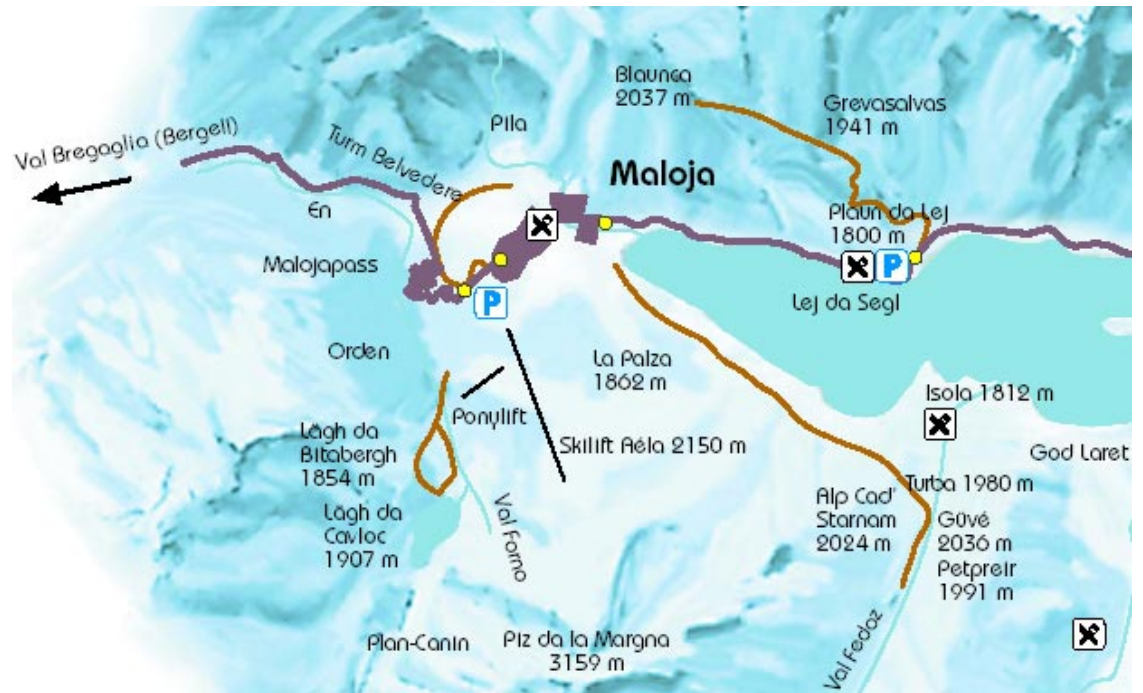 Blaunca
2037 m
Grevasalvas
1941 m
Pila
Val Bregaglia (Bergell)
Turm Belvedere
Maloja
En
Plaun da Lej
1800 m
P
Malojapass
P
Lej da Segl
Orden
La Palza
1862 m
Isola 1812 m
Ponylift
Lägh da
Bitabergh
1854 m
Skilift Aéla 2150 m
God Laret
Turba 1980 m
Alp Cad'
Starnam
2024 m
Lägh da
Cavloc
1907 m
Val Forno
Güvé
2036 m
Petpreir
1991 m
Plan-Canin
Piz da la Margna
3159 m
Val Fedoz